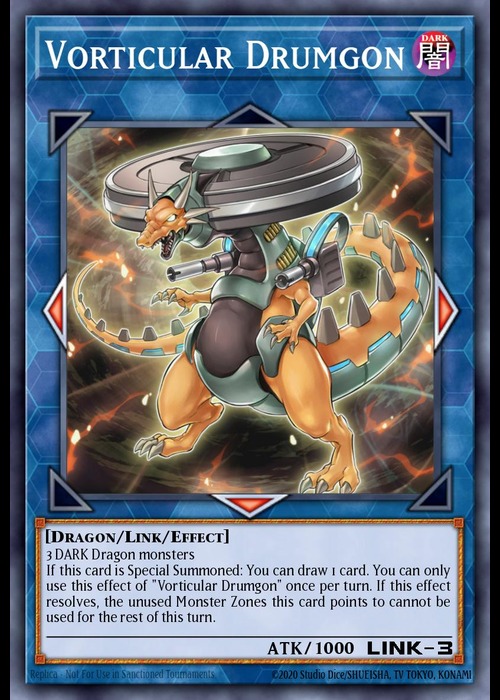 VORTICULAR DRUMGON
DARK
闇
[DRAGON/LINK/EFFECT]
3 DARK Dragon monsters
If this card is Special Summoned: You can draw 1 card. You can only
use this effect of "Vorticular Drumgon" once per turn. If this effect
resolves, the unused Monster Zones this card points to cannot be
used for the rest of this turn.
ATK/1000 LINK-3
Replica - Not For Use in Sanctioned Tournaments. ©2020 Studio Dice/SHUEISHA, TV TOKYO, KONAMI